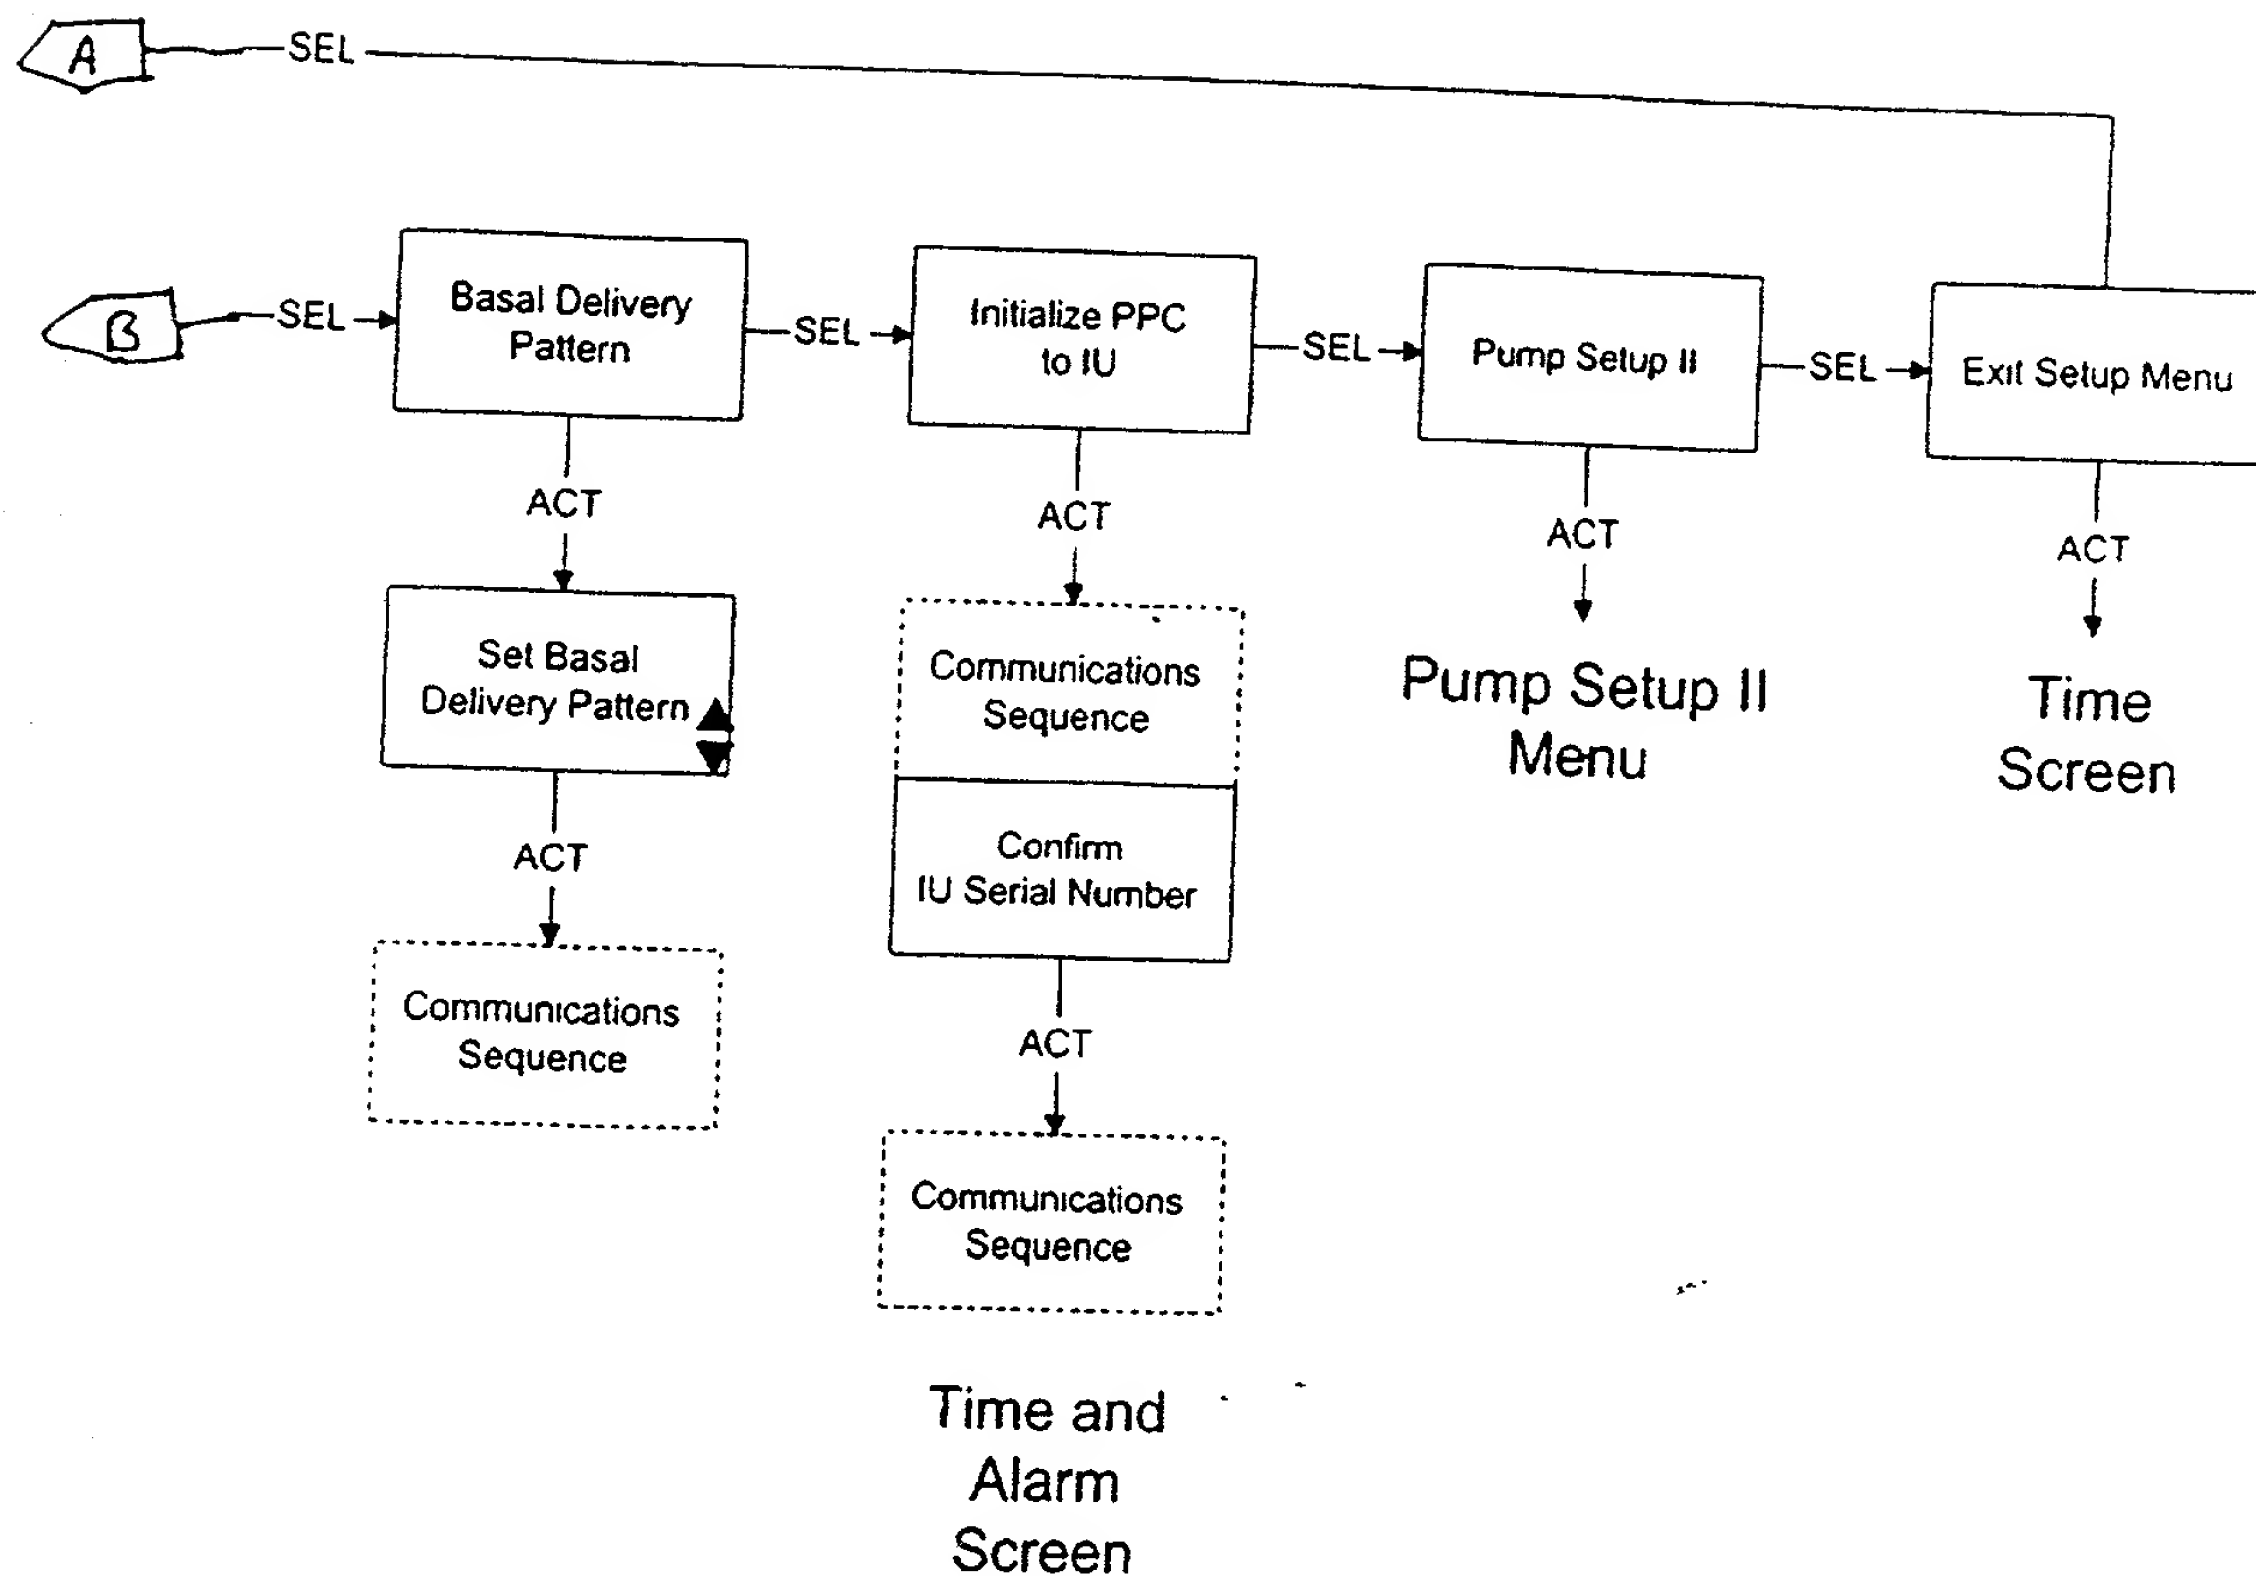 A
SEL
B
SEL
Basal Delivery
Pattern
SEL
Initialize PPC
to IU
SEL
Pump Setup II
SEL
Exit Setup Menu
ACT
ACT
ACT
ACT
Set Basal
Delivery Pattern
Communications
Sequence
Pump Setup II
Menu
Time
Screen
ACT
Confirm
IU Serial Number
Communications
Sequence
ACT
Communications
Sequence
Time and
Alarm
Screen